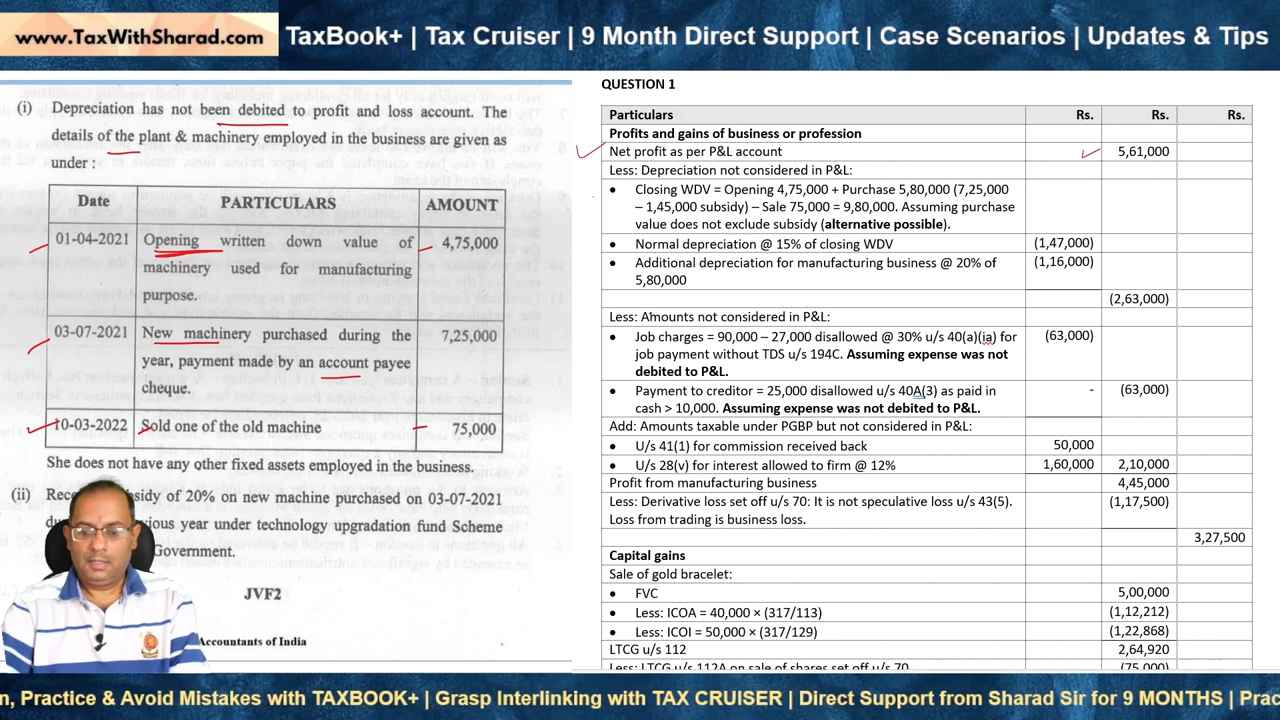 www.TaxWithSharad.com
TaxBook+ | Tax Cruiser | 9 Month Direct Support | Case Scenarios | Updates & Tips
(i) Depreciation has not been debited to profit and loss account. The
details of the plant & machinery employed in the business are given as
under :
Date PARTICULARS AMOUNT
01-04-2021 Opening written down value of 4,75,000
machinery used for manufacturing
purpose.
03-07-2021 New machinery purchased during the 7,25,000
year, payment made by an account payee
cheque.
10-03-2022 Sold one of the old machine 75,000
She does not have any other fixed assets employed in the business.
(ii) Rec sidy of 20% on new machine purchased on 03-07-2021
du vious year under technology upgradation fund Scheme
Government.
JVF2
Accountants of India
QUESTION 1
Particulars Rs. Rs. Rs.
Profits and gains of business or profession
Net profit as per P&L account 5,61,000
Less: Depreciation not considered in P&L:
• Closing WDV = Opening 4,75,000 + Purchase 5,80,000 (7,25,000
– 1,45,000 subsidy) – Sale 75,000 = 9,80,000. Assuming purchase
value does not exclude subsidy (alternative possible).
• Normal depreciation @ 15% of closing WDV (1,47,000)
• Additional depreciation for manufacturing business @ 20% of (1,16,000)
5,80,000
(2,63,000)
Less: Amounts not considered in P&L:
• Job charges = 90,000 – 27,000 disallowed @ 30% u/s 40(a)(ia) for (63,000)
job payment without TDS u/s 194C. Assuming expense was not
debited to P&L.
• Payment to creditor = 25,000 disallowed u/s 40A(3) as paid in - (63,000)
cash > 10,000. Assuming expense was not debited to P&L.
Add: Amounts taxable under PGBP but not considered in P&L:
• U/s 41(1) for commission received back 50,000
• U/s 28(v) for interest allowed to firm @ 12% 1,60,000 2,10,000
Profit from manufacturing business 4,45,000
Less: Derivative loss set off u/s 70: It is not speculative loss u/s 43(5). (1,17,500)
Loss from trading is business loss.
3,27,500
Capital gains
Sale of gold bracelet:
• FVC 5,00,000
• Less: ICOA = 40,000 × (317/113) (1,12,212)
• Less: ICOI = 50,000 × (317/129) (1,22,868)
LTCG u/s 112 2,64,920
Less: LTCG u/s 112A on sale of shares set off u/s 70 (75,000)
n, Practice & Avoid Mistakes with TAXBOOK+ | Grasp Interlinking with TAX CRUISER | Direct Support from Sharad Sir for 9 MONTHS | Prac